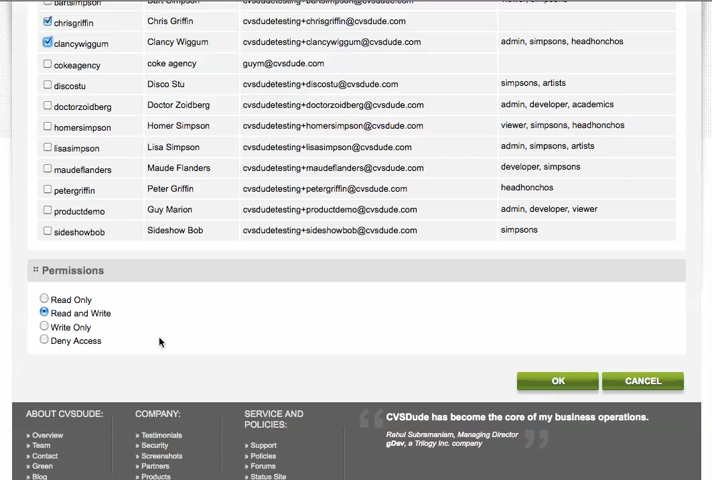 bartsimpson Bart Simpson cvsdudetesting+bartsimpson@cvsdude.com
chrisgriffin Chris Griffin cvsdudetesting+chrisgriffin@cvsdude.com
clancywiggum Clancy Wiggum cvsdudetesting+clancywiggum@cvsdude.com admin, simpsons, headhonchos
cokeagency coke agency guym@cvsdude.com
discostu Disco Stu cvsdudetesting+discostu@cvsdude.com simpsons, artists
doctorzoidberg Doctor Zoidberg cvsdudetesting+doctorzoidberg@cvsdude.com admin, developer, academics
homersimpson Homer Simpson cvsdudetesting+homersimpson@cvsdude.com viewer, simpsons, headhonchos
lisasimpson Lisa Simpson cvsdudetesting+lisasimpson@cvsdude.com admin, simpsons, artists
maudeflanders Maude Flanders cvsdudetesting+maudeflanders@cvsdude.com developer, simpsons
petergriffin Peter Griffin cvsdudetesting+petergriffin@cvsdude.com headhonchos
productdemo Guy Marion cvsdudetesting+productdemo@cvsdude.com admin, developer, viewer
sideshowbob Sideshow Bob cvsdudetesting+sideshowbob@cvsdude.com simpsons
Permissions
Read Only
Read and Write
Write Only
Deny Access
OK CANCEL
ABOUT CVSDUDE:
» Overview
» Team
» Contact
» Green
» Blog
COMPANY:
» Testimonials
» Security
» Screenshots
» Partners
» Products
SERVICE AND
POLICIES:
» Support
» Policies
» Forums
» Status Site
“ CVSDude has become the core of my business operations.
Rahul Subramaniam, Managing Director
gDev, a Trilogy Inc. company ”